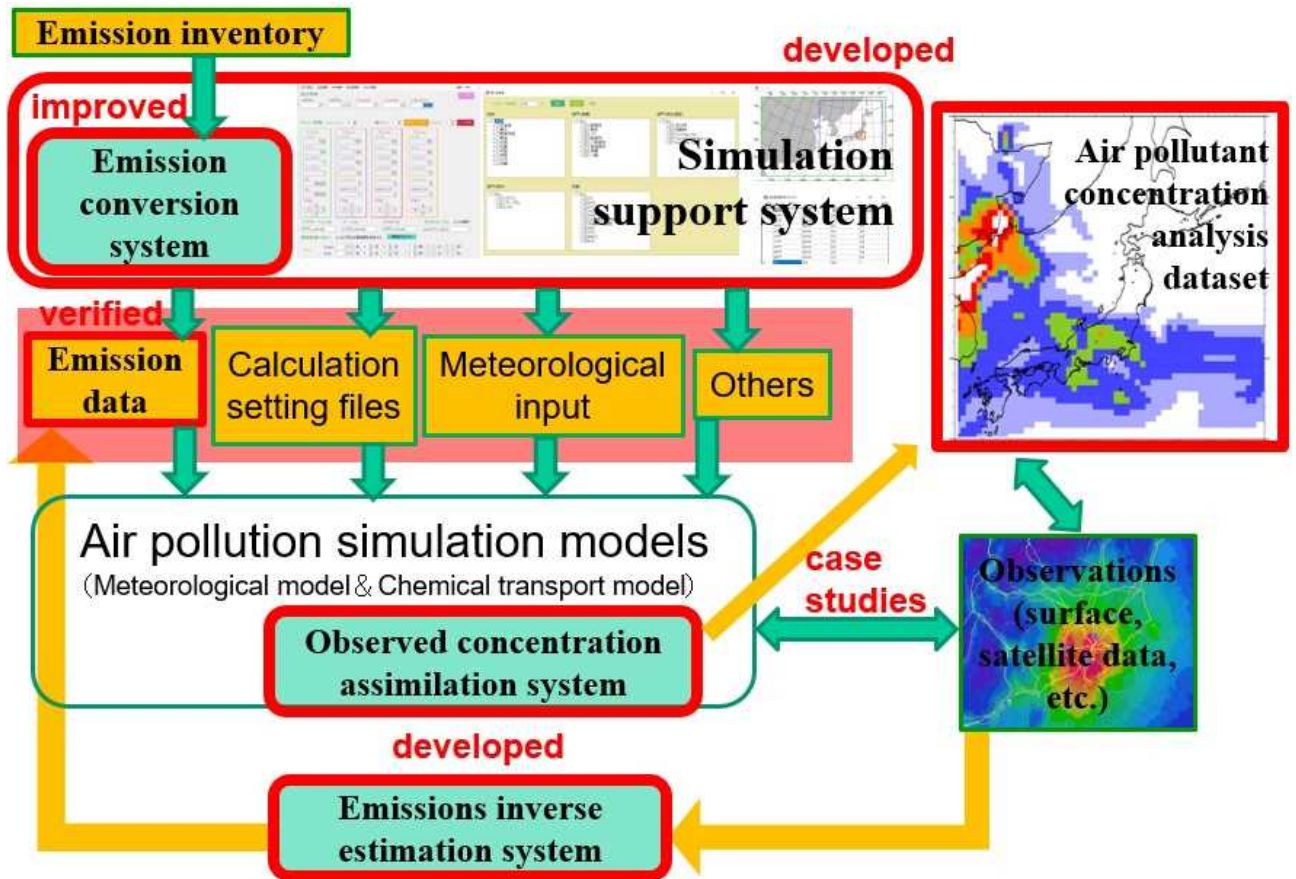 Emission inventory
developed
improved
Emission
conversion
system
Simulation
support system
Air pollutant
concentration
analysis
dataset
verified
Emission
data
Calculation
setting files
Meteorological
input
Others
Air pollution simulation models
（Meteorological model＆Chemical transport model）
Observed concentration
assimilation system
case
studies
Observations
(surface,
satellite data,
etc.)
developed
Emissions inverse
estimation system